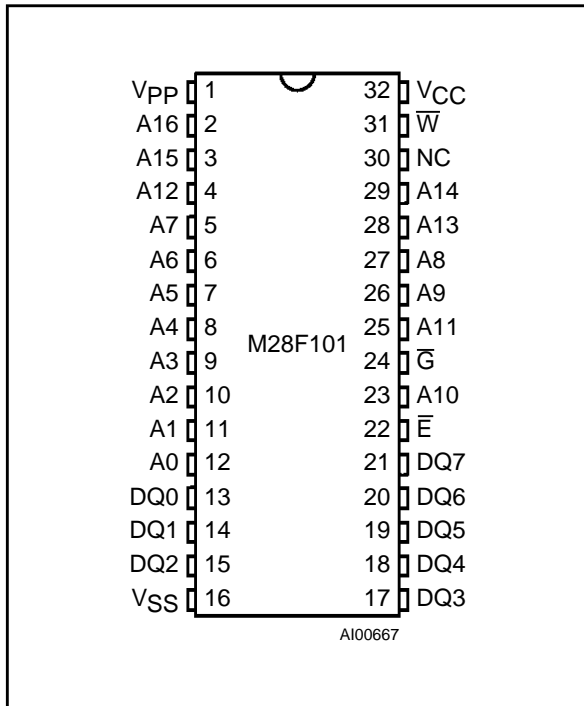 VPP 1 32 VCC
A16 2 31 W̅
A15 3 30 NC
A12 4 29 A14
A7 5 28 A13
A6 6 27 A8
A5 7 26 A9
A4 8 25 A11
M28F101
A3 9 24 G̅
A2 10 23 A10
A1 11 22 E̅
A0 12 21 DQ7
DQ0 13 20 DQ6
DQ1 14 19 DQ5
DQ2 15 18 DQ4
VSS 16 17 DQ3
AI00667